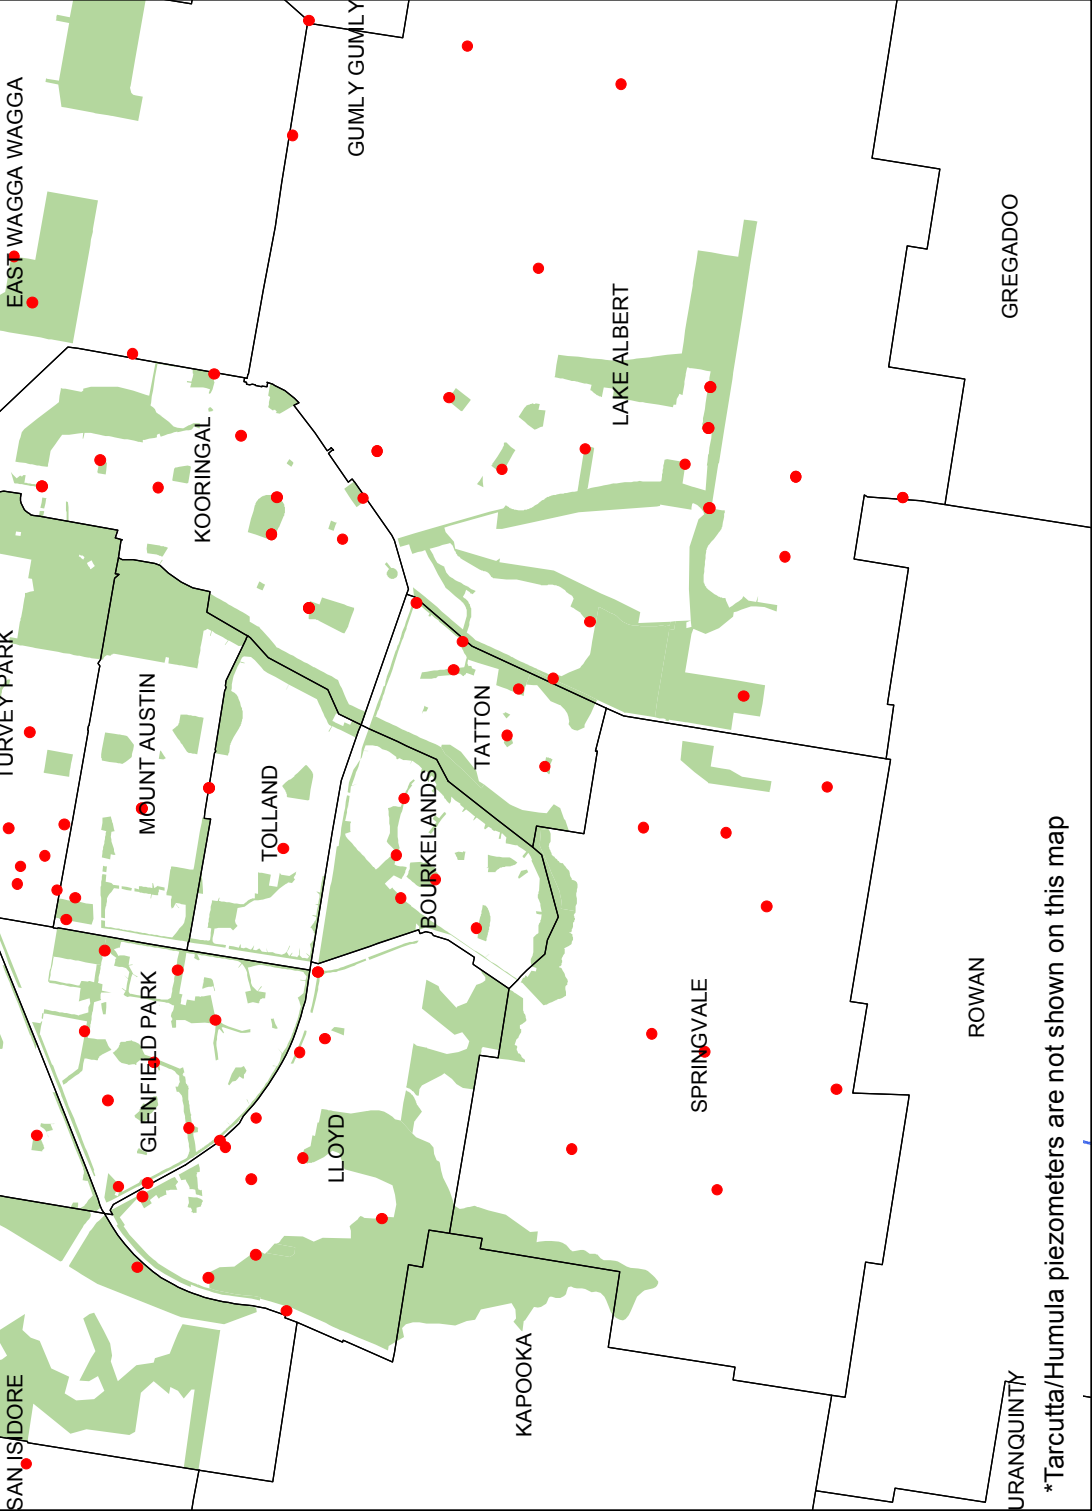 SAN ISIDORE
EAST WAGGA WAGGA
TURVEY PARK
GLENFIELD PARK
MOUNT AUSTIN
KOORINGAL
TOLLAND
LLOYD
GUMLY GUMLY
BOURKELANDS
TATTON
KAPOOKA
LAKE ALBERT
SPRINGVALE
ROWAN
GREGADOO
URANQUINTY
*Tarcutta/Humula piezometers are not shown on this map